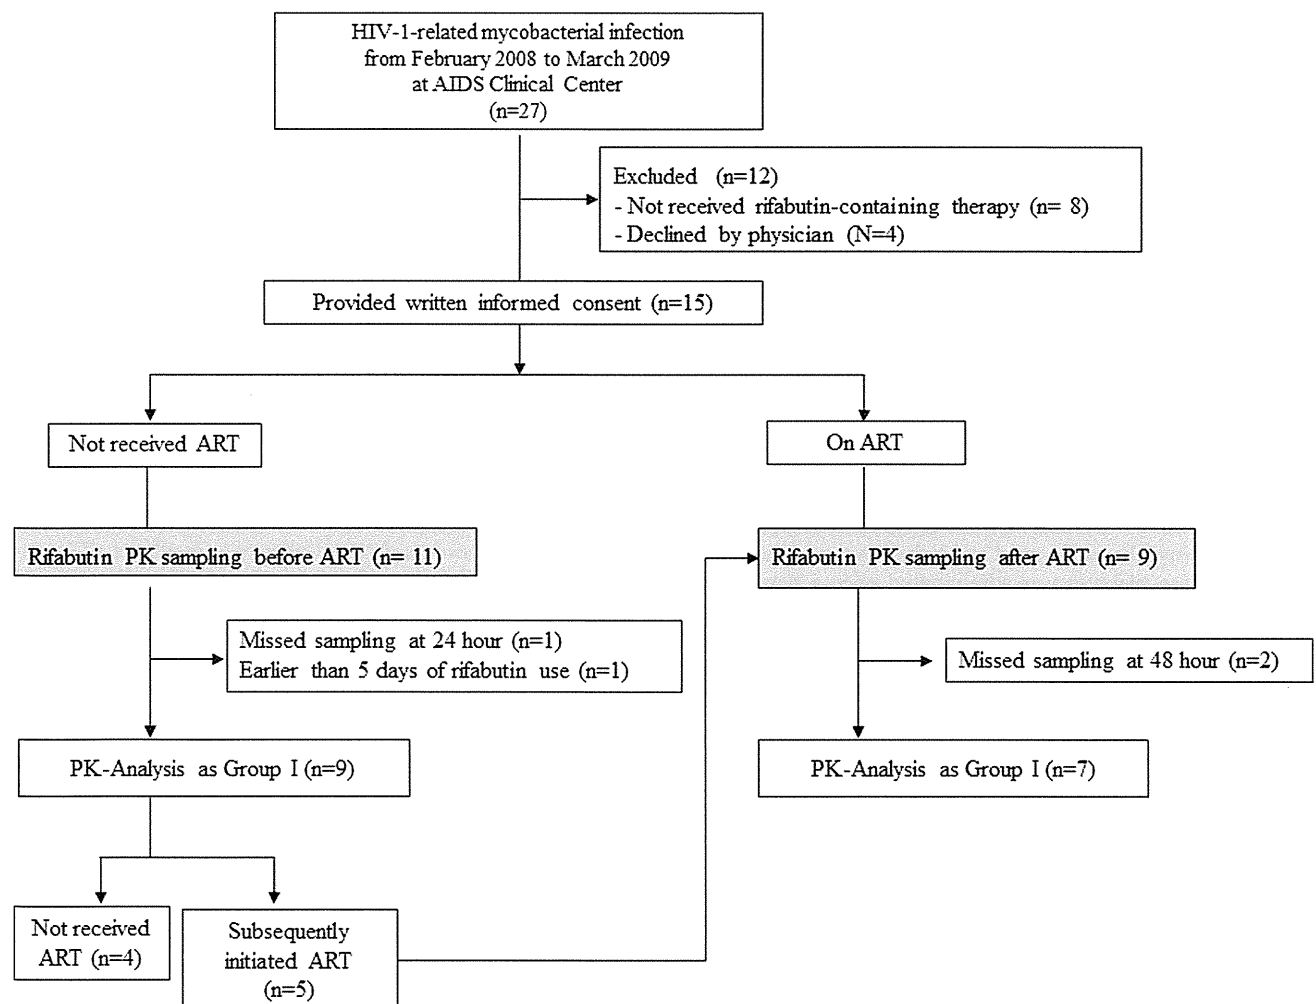 HIV-1-related mycobacterial infection
from February 2008 to March 2009
at AIDS Clinical Center
(n=27)
Excluded (n=12)
- Not received rifabutin-containing therapy (n= 8)
- Declined by physician (N=4)
Provided written informed consent (n=15)
Not received ART
On ART
Rifabutin PK sampling before ART (n= 11)
Rifabutin PK sampling after ART (n= 9)
Missed sampling at 24 hour (n=1)
Earlier than 5 days of rifabutin use (n=1)
Missed sampling at 48 hour (n=2)
PK-Analysis as Group I (n=9)
PK-Analysis as Group I (n=7)
Not received
ART (n=4)
Subsequently
initiated ART
(n=5)